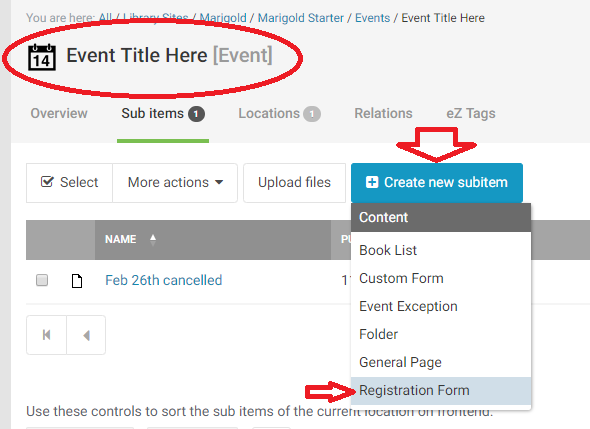 You are here: All / Library Sites / Marigold / Marigold Starter / Events / Event Title Here
14 Event Title Here [Event]
Overview Sub items 1 Locations 1 Relations eZ Tags
Select More actions Upload files Create new subitem
Content
NAME
Book List
Feb 26th cancelled
Custom Form
Event Exception
Folder
General Page
Registration Form
Use these controls to sort the sub items of the current location on frontend.